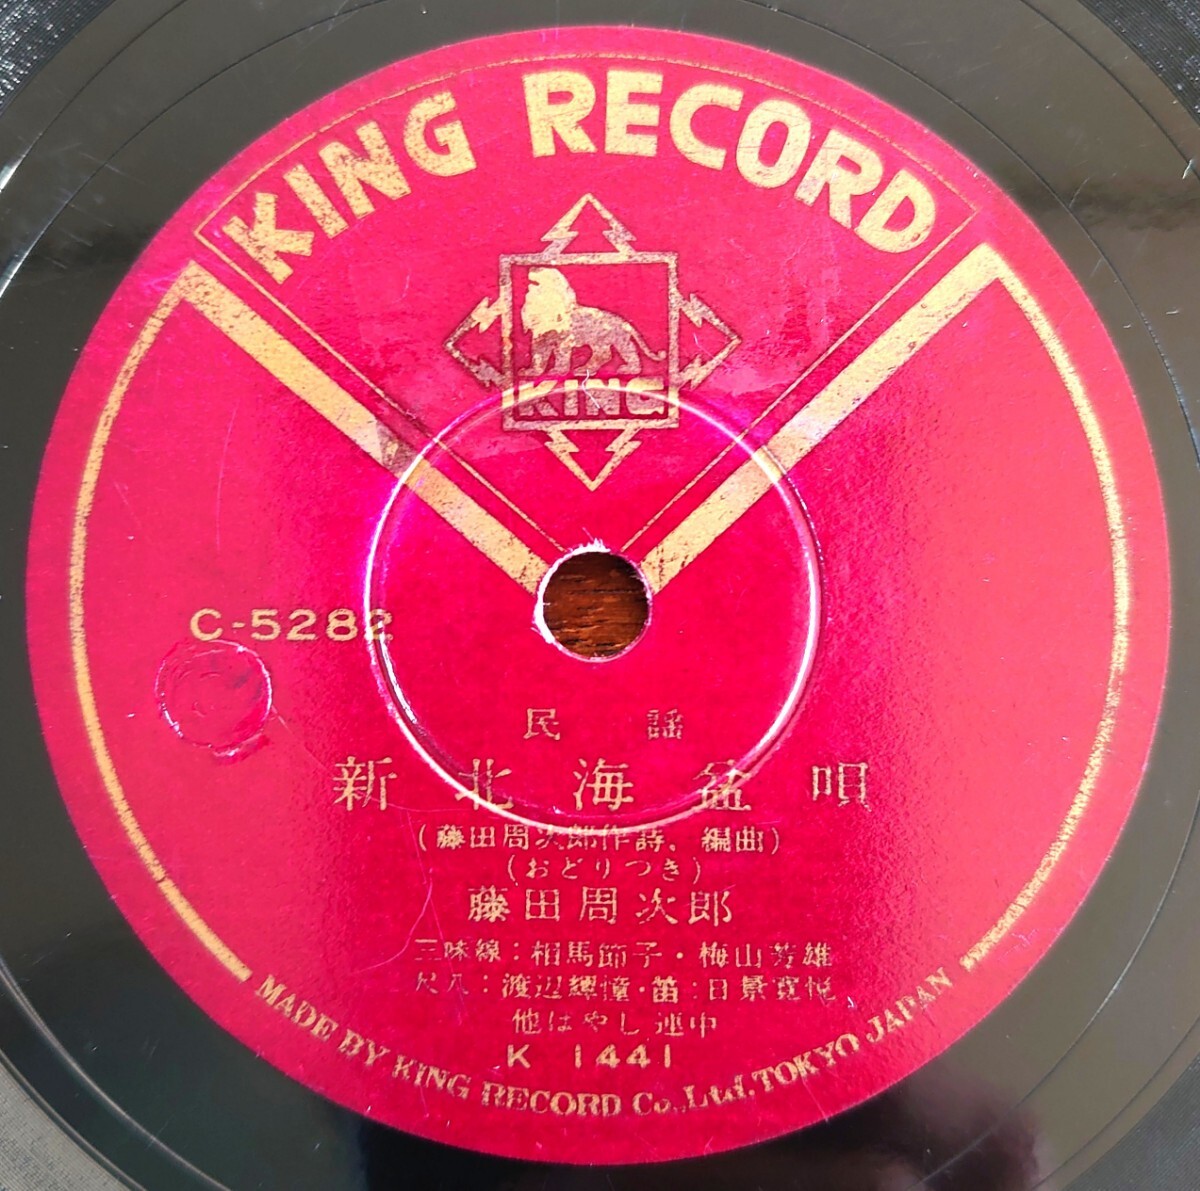 KING RECORD
KING
C-5282
民謡
新北海盆唄
(藤田周次郎作詩、編曲)
(おどりつき)
藤田周次郎
三味線:相馬節子・梅山芳雄
尺八:渡辺輝憧・笛:日景寛悦
他はやし連中
K 1441
MADE BY KING RECORD Co.,Ltd. TOKYO JAPAN